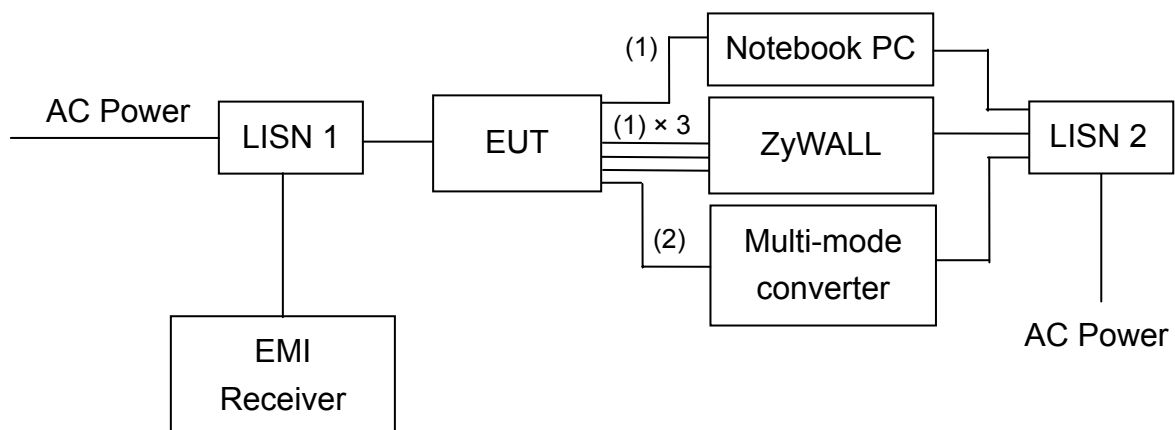 AC Power
LISN 1
EMI
Receiver
EUT
(1)
(1) × 3
(2)
Notebook PC
ZyWALL
Multi-mode
converter
LISN 2
AC Power